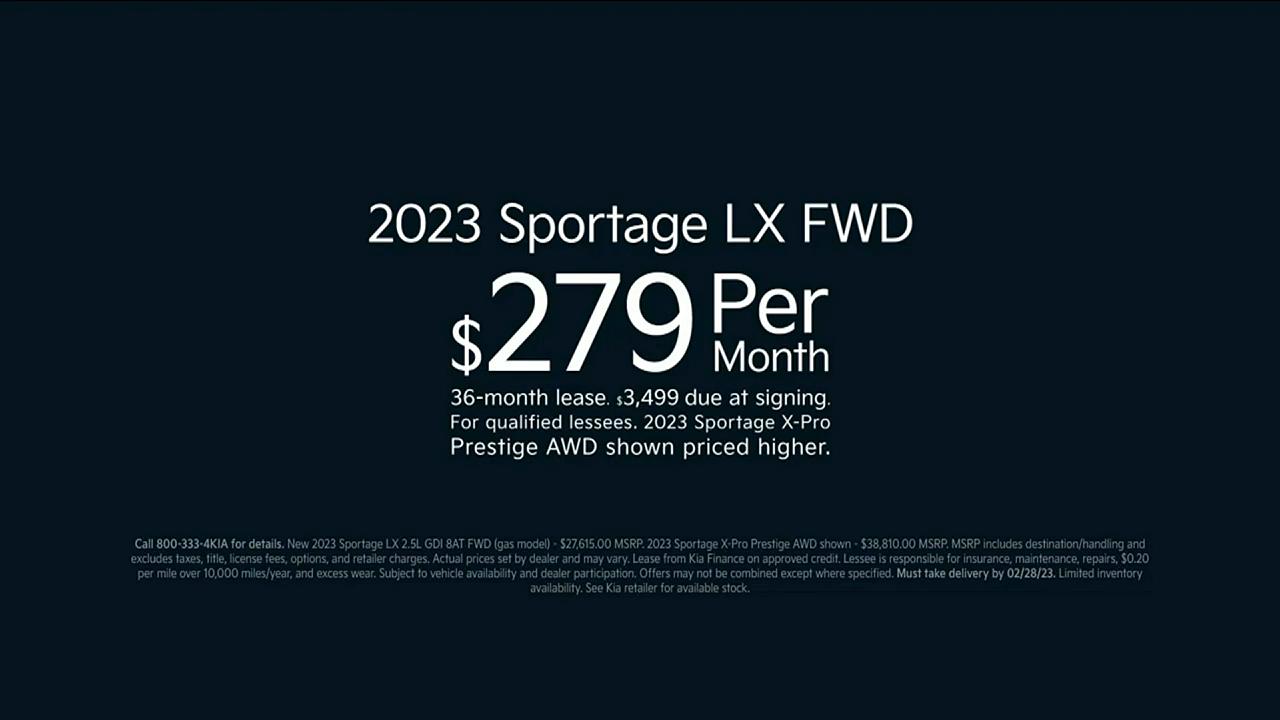 2023 Sportage LX FWD
$279 Per Month
36-month lease. $3,499 due at signing.
For qualified lessees. 2023 Sportage X-Pro
Prestige AWD shown priced higher.
Call 800-333-4KIA for details. New 2023 Sportage LX 2.5L GDI 8AT FWD (gas model) - $27,615.00 MSRP. 2023 Sportage X-Pro Prestige AWD shown - $38,810.00 MSRP. MSRP includes destination/handling and
excludes taxes, title, license fees, options, and retailer charges. Actual prices set by dealer and may vary. Lease from Kia Finance on approved credit. Lessee is responsible for insurance, maintenance, repairs, $0.20
per mile over 10,000 miles/year, and excess wear. Subject to vehicle availability and dealer participation. Offers may not be combined except where specified. Must take delivery by 02/28/23. Limited inventory
availability. See Kia retailer for available stock.